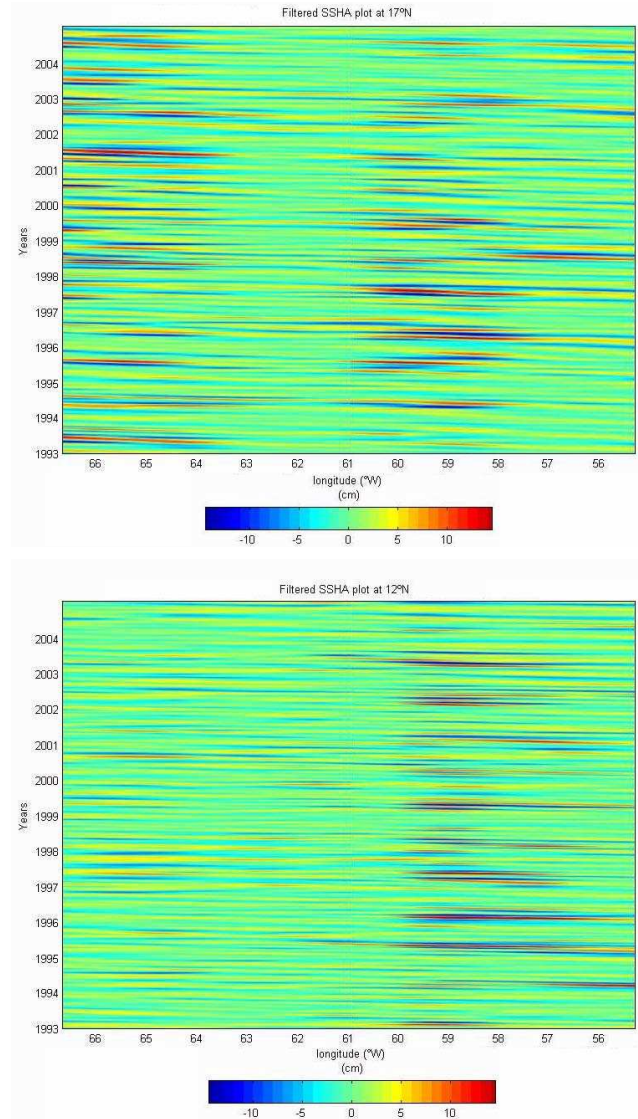 Filtered SSHA plot at 17ºN
2004
2003
2002
2001
2000
1999
1998
1997
1996
1995
1994
1993
Years
66 65 64 63 62 61 60 59 58 57 56
longitude (°W)
(cm)
-10 -5 0 5 10
Filtered SSHA plot at 12ºN
2004
2003
2002
2001
2000
1999
1998
1997
1996
1995
1994
1993
Years
66 65 64 63 62 61 60 59 58 57 56
longitude (°W)
(cm)
-10 -5 0 5 10